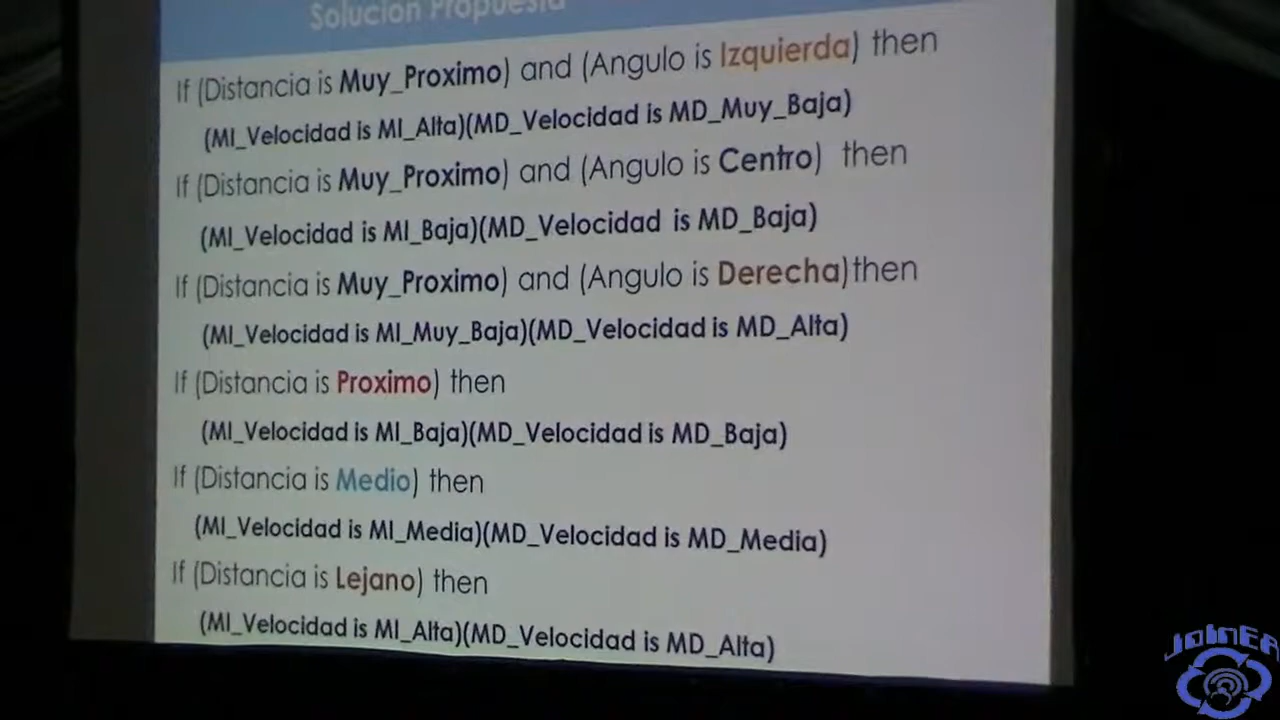 Solucion Propuesta
If (Distancia is Muy_Proximo) and (Angulo is Izquierda) then
(MI_Velocidad is MI_Alta)(MD_Velocidad is MD_Muy_Baja)
If (Distancia is Muy_Proximo) and (Angulo is Centro) then
(MI_Velocidad is MI_Baja)(MD_Velocidad is MD_Baja)
If (Distancia is Muy_Proximo) and (Angulo is Derecha)then
(MI_Velocidad is MI_Muy_Baja)(MD_Velocidad is MD_Alta)
If (Distancia is Proximo) then
(MI_Velocidad is MI_Baja)(MD_Velocidad is MD_Baja)
If (Distancia is Medio) then
(MI_Velocidad is MI_Media)(MD_Velocidad is MD_Media)
If (Distancia is Lejano) then
(MI_Velocidad is MI_Alta)(MD_Velocidad is MD_Alta)
JoinEA